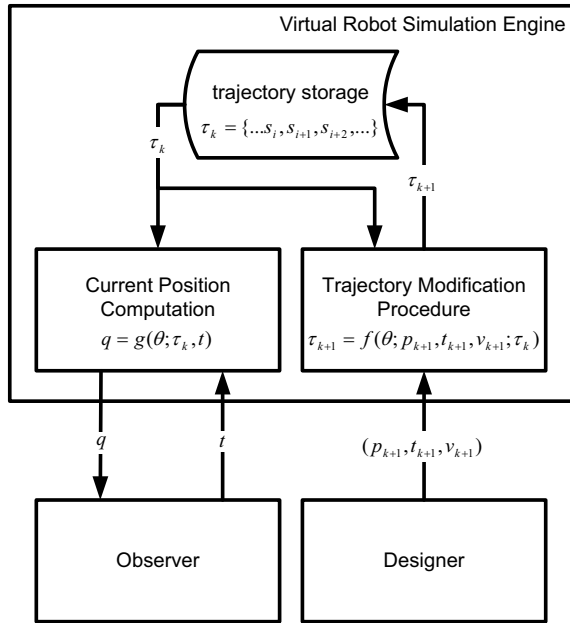 Virtual Robot Simulation Engine
trajectory storage
τ_k = {...s_i, s_{i+1}, s_{i+2},...}
τ_k
τ_{k+1}
Current Position
Computation
q = g(θ;τ_k,t)
Trajectory Modification
Procedure
τ_{k+1} = f(θ; p_{k+1},t_{k+1},v_{k+1};τ_k)
q
t
(p_{k+1},t_{k+1},v_{k+1})
Observer
Designer